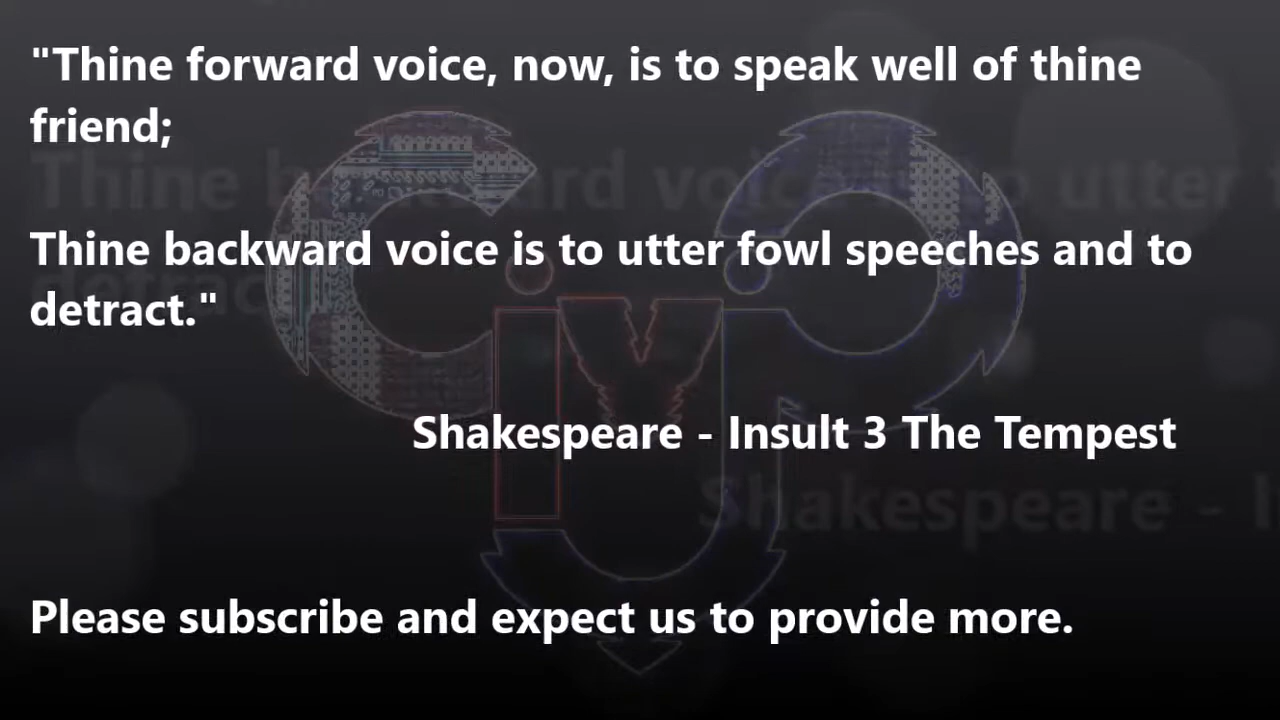 "Thine forward voice, now, is to speak well of thine
friend;
Thine backward voice is to utter fowl speeches and to
detract."
Shakespeare - Insult 3 The Tempest
Please subscribe and expect us to provide more.